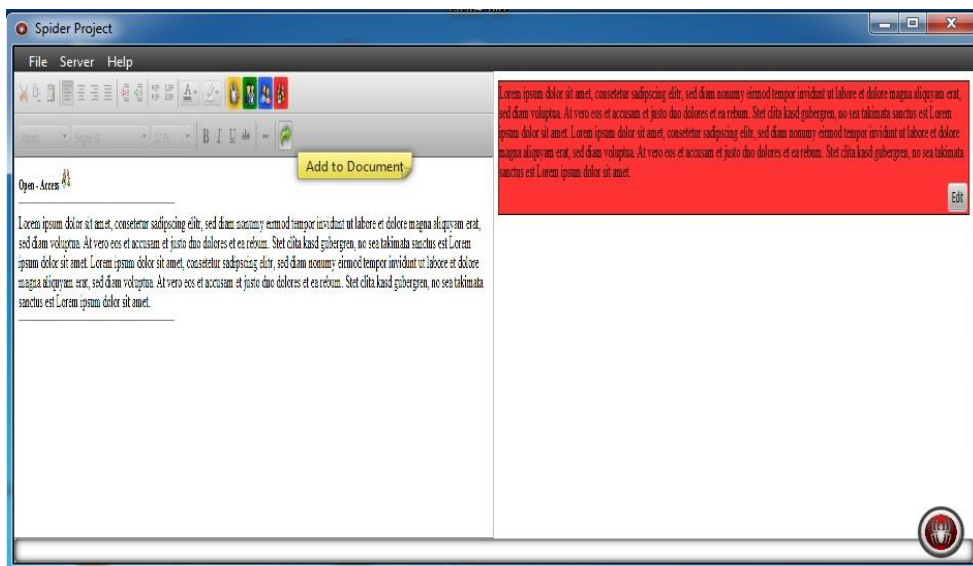 Spider Project
File Server Help
Segoe UI
12 Pt
B I U abc
Add to Document
Open - Access
Lorem ipsum dolor sit amet, consetetur sadipscing elitr, sed diam nonumy eirmod tempor invidunt ut labore et dolore magna aliquyam erat,
sed diam voluptua. At vero eos et accusam et justo duo dolores et ea rebum. Stet clita kasd gubergren, no sea takimata sanctus est Lorem
ipsum dolor sit amet. Lorem ipsum dolor sit amet, consetetur sadipscing elitr, sed diam nonumy eirmod tempor invidunt ut labore et dolore
magna aliquyam erat, sed diam voluptua. At vero eos et accusam et justo duo dolores et ea rebum. Stet clita kasd gubergren, no sea takimata
sanctus est Lorem ipsum dolor sit amet.
Lorem ipsum dolor sit amet, consetetur sadipscing elitr, sed diam nonumy eirmod tempor invidunt ut labore et dolore magna aliquyam erat,
sed diam voluptua. At vero eos et accusam et justo duo dolores et ea rebum. Stet clita kasd gubergren, no sea takimata sanctus est Lorem
ipsum dolor sit amet. Lorem ipsum dolor sit amet, consetetur sadipscing elitr, sed diam nonumy eirmod tempor invidunt ut labore et dolore
magna aliquyam erat, sed diam voluptua. At vero eos et accusam et justo duo dolores et ea rebum. Stet clita kasd gubergren, no sea takimata
sanctus est Lorem ipsum dolor sit amet.
Edit